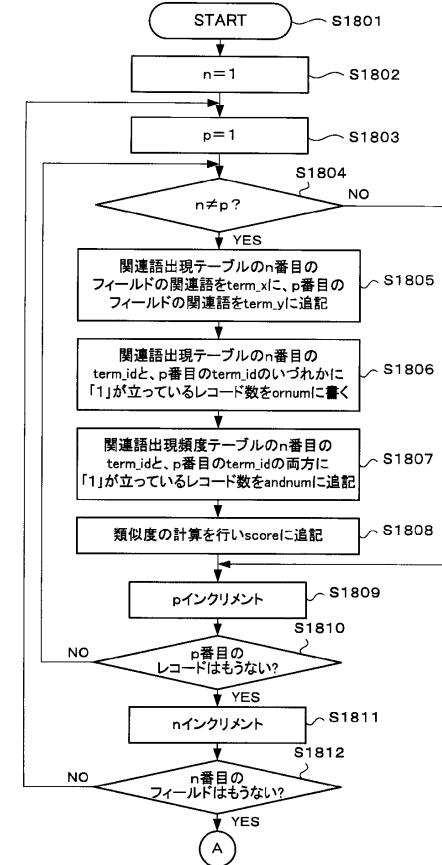 START
S1801
n＝1
S1802
p＝1
S1803
S1804
n≠p？
NO
YES
関連語出現テーブルのn番目の
フィールドの関連語をterm_xに、p番目の
フィールドの関連語をterm_yに追記
S1805
関連語出現テーブルのn番目の
term_idと、p番目のterm_idのいづれかに
「1」が立っているレコード数をornumに書く
S1806
関連語出現頻度テーブルのn番目の
term_idと、p番目のterm_idの両方に
「1」が立っているレコード数をandnumに追記
S1807
類似度の計算を行いscoreに追記
S1808
pインクリメント
S1809
S1810
p番目の
レコードはもうない?
NO
YES
nインクリメント
S1811
S1812
n番目の
フィールドはもうない?
NO
YES
A